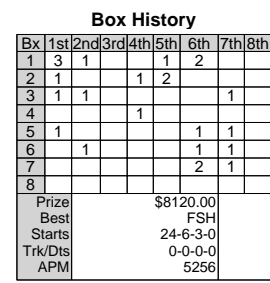 Box History
Bx 1st 2nd 3rd 4th 5th 6th 7th 8th
1 3 1 1 2
2 1 1 2
3 1 1 1
4 1
5 1 1 1
6 1 1 1
7 2 1
8
Prize $8120.00
Best FSH
Starts 24-6-3-0
Trk/Dts 0-0-0-0
APM 5256